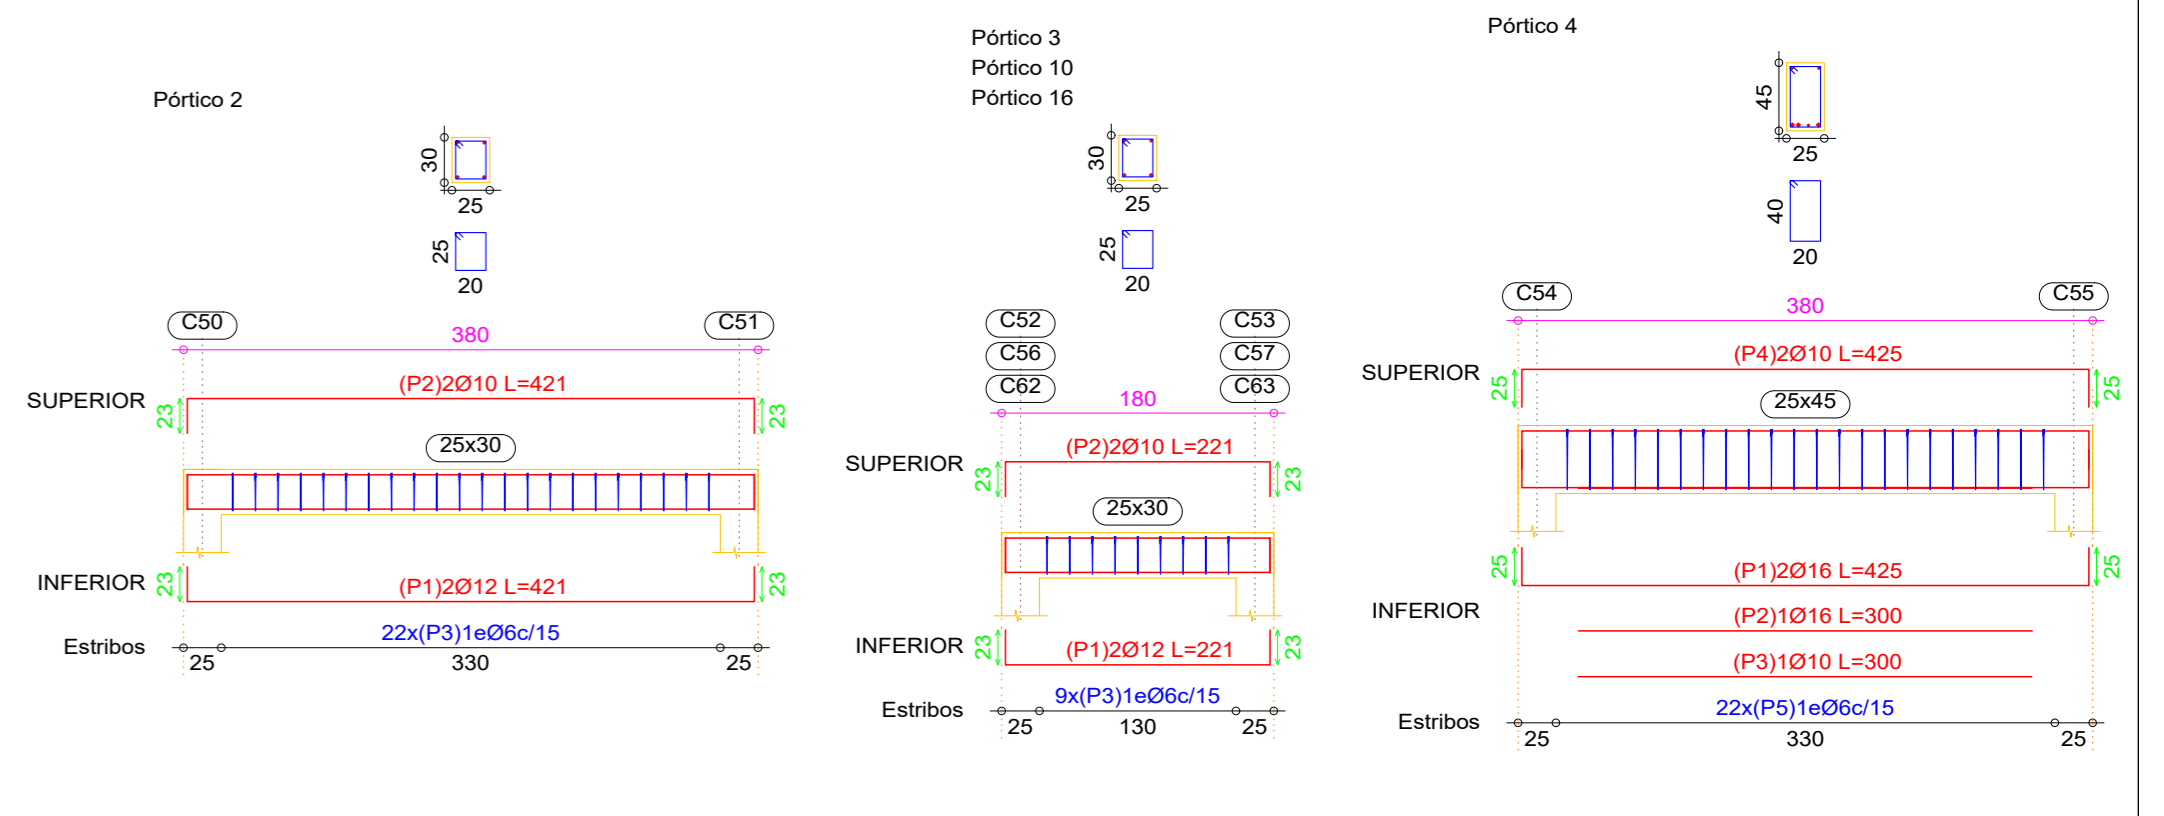 Pórtico 2
30
25
25
20
C50
C51
380
SUPERIOR
(P2)2Ø10 L=421
23
23
25x30
INFERIOR
(P1)2Ø12 L=421
23
23
Estribos
22x(P3)1eØ6c/15
25
330
25
Pórtico 3
Pórtico 10
Pórtico 16
30
25
25
20
C52
C53
C56
C57
C62
C63
180
SUPERIOR
(P2)2Ø10 L=221
23
23
25x30
INFERIOR
(P1)2Ø12 L=221
23
23
Estribos
9x(P3)1eØ6c/15
25
130
25
Pórtico 4
45
25
40
20
C54
C55
380
SUPERIOR
(P4)2Ø10 L=425
25
25
25x45
INFERIOR
(P1)2Ø16 L=425
25
25
(P2)1Ø16 L=300
(P3)1Ø10 L=300
Estribos
22x(P5)1eØ6c/15
25
330
25